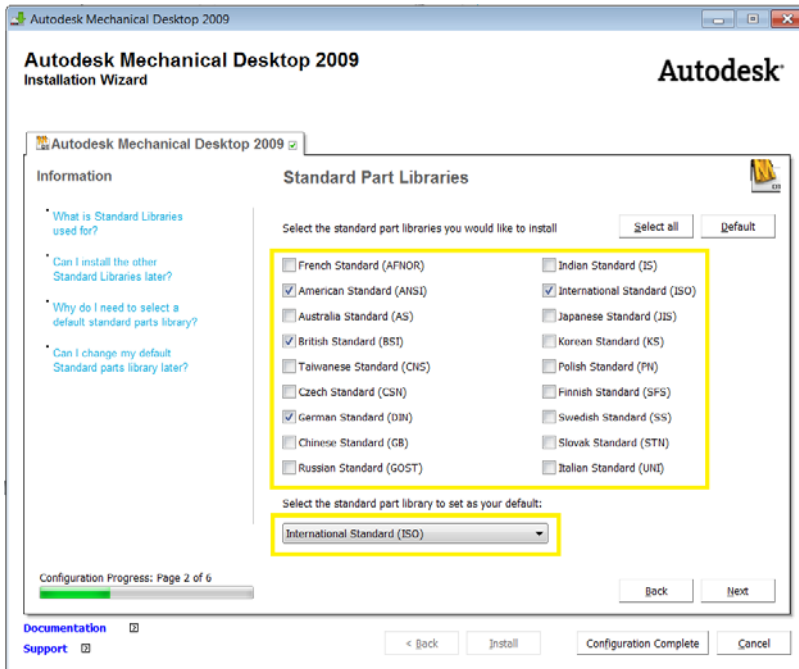 Autodesk Mechanical Desktop 2009
Autodesk Mechanical Desktop 2009
Installation Wizard
Autodesk
Autodesk Mechanical Desktop 2009
Information
What is Standard Libraries
used for?
Can I install the other
Standard Libraries later?
Why do I need to select a
default standard parts library?
Can I change my default
Standard parts library later?
Standard Part Libraries
Select the standard part libraries you would like to install
Select all
Default
French Standard (AFNOR)
American Standard (ANSI)
Australia Standard (AS)
British Standard (BSI)
Taiwanese Standard (CNS)
Czech Standard (CSN)
German Standard (DIN)
Chinese Standard (GB)
Russian Standard (GOST)
Indian Standard (IS)
International Standard (ISO)
Japanese Standard (JIS)
Korean Standard (KS)
Polish Standard (PN)
Finnish Standard (SFS)
Swedish Standard (SS)
Slovak Standard (STN)
Italian Standard (UNI)
Select the standard part library to set as your default:
International Standard (ISO)
Configuration Progress: Page 2 of 6
Back
Next
Documentation
Support
< Back
Install
Configuration Complete
Cancel